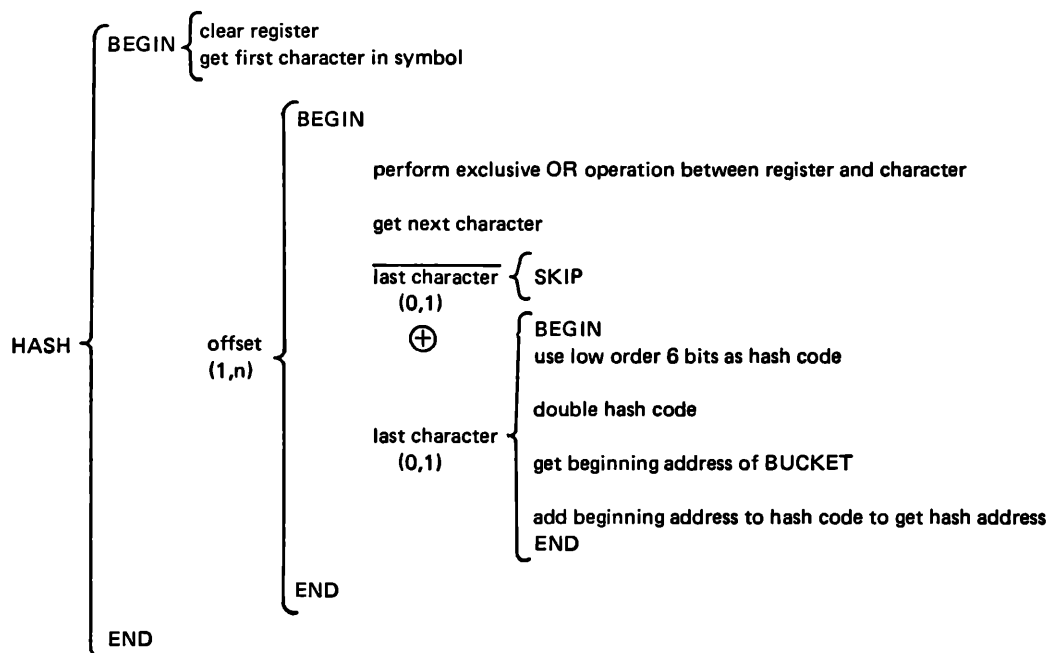 BEGIN
clear register
get first character in symbol
BEGIN
perform exclusive OR operation between register and character
get next character
last character
(0,1)
SKIP
⊕
HASH
offset
(1,n)
BEGIN
use low order 6 bits as hash code
double hash code
last character
(0,1)
get beginning address of BUCKET
add beginning address to hash code to get hash address
END
END
END